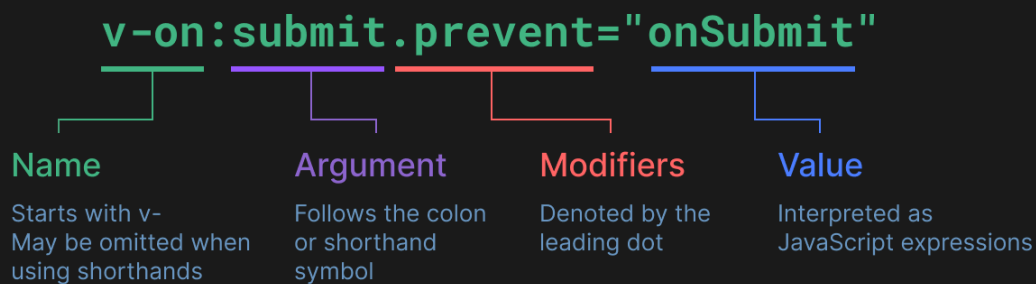 v-on:submit.prevent="onSubmit"
Name
Starts with v-
May be omitted when
using shorthands
Argument
Follows the colon
or shorthand
symbol
Modifiers
Denoted by the
leading dot
Value
Interpreted as
JavaScript expressions